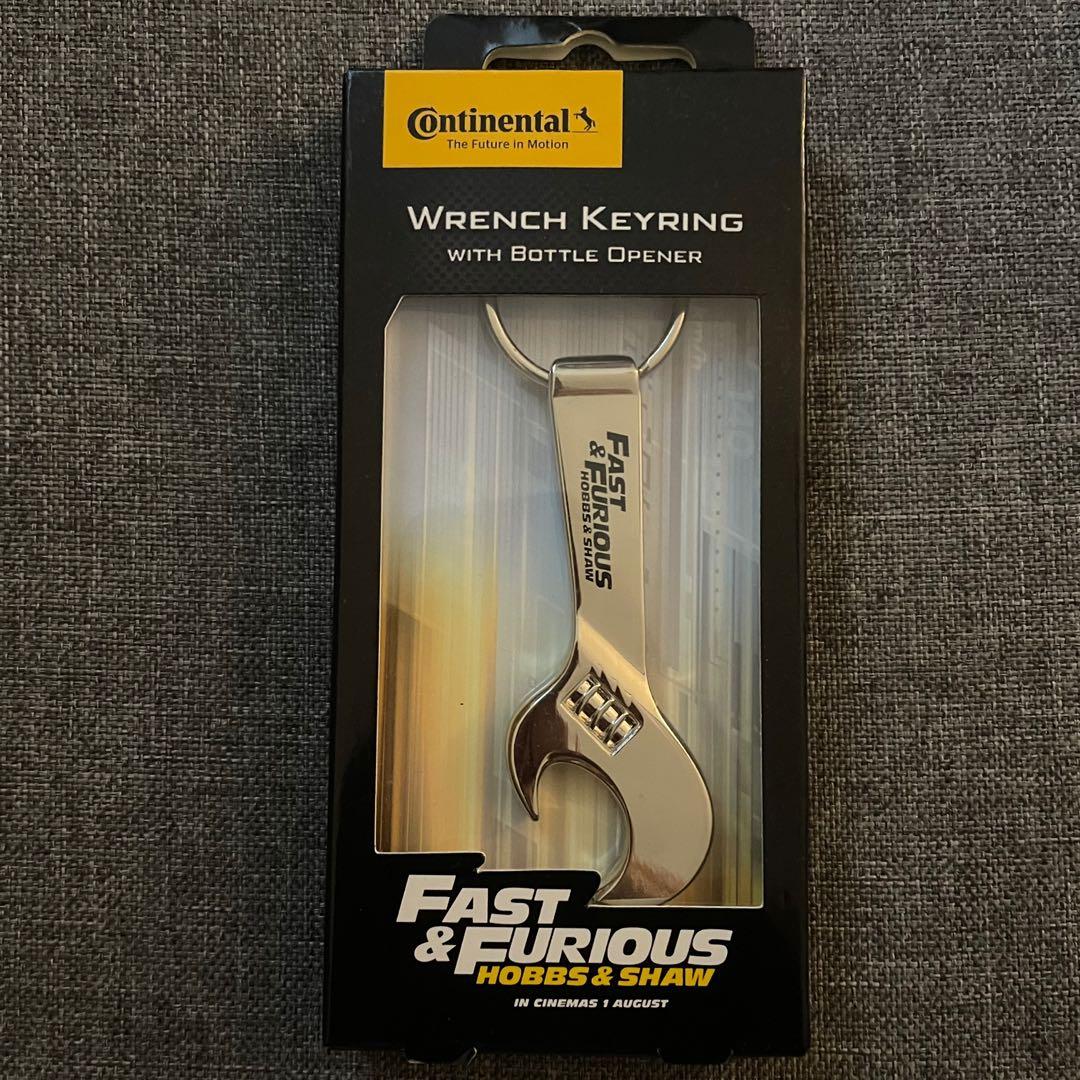 Continental
The Future in Motion
WRENCH KEYRING
WITH BOTTLE OPENER
FAST
& FURIOUS
HOBBS & SHAW
FAST
& FURIOUS
HOBBS & SHAW
IN CINEMAS 1 AUGUST